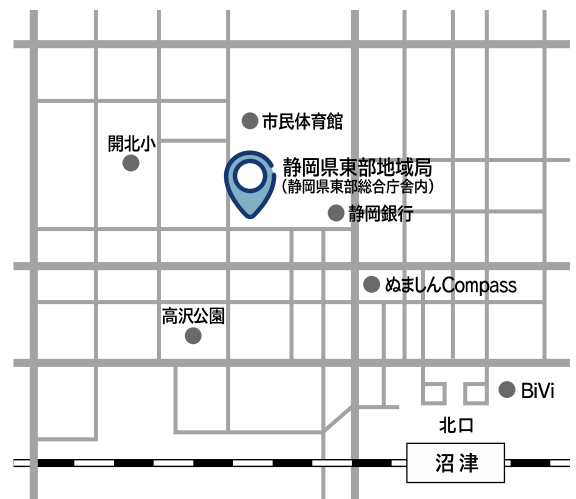 市民体育館
開北小
静岡県東部地域局
（静岡県東部総合庁舎内）
静岡銀行
ぬましんCompass
高沢公園
BiVi
北口
沼津